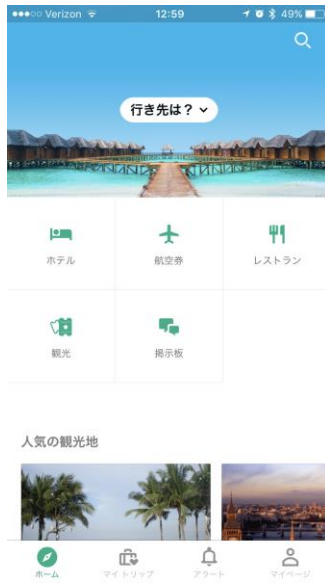 ●●●○○ Verizon 12:59 49%
行き先は？
ホテル 航空券 レストラン
観光 掲示板
人気の観光地
ホーム マイトリップ アラート マイページ